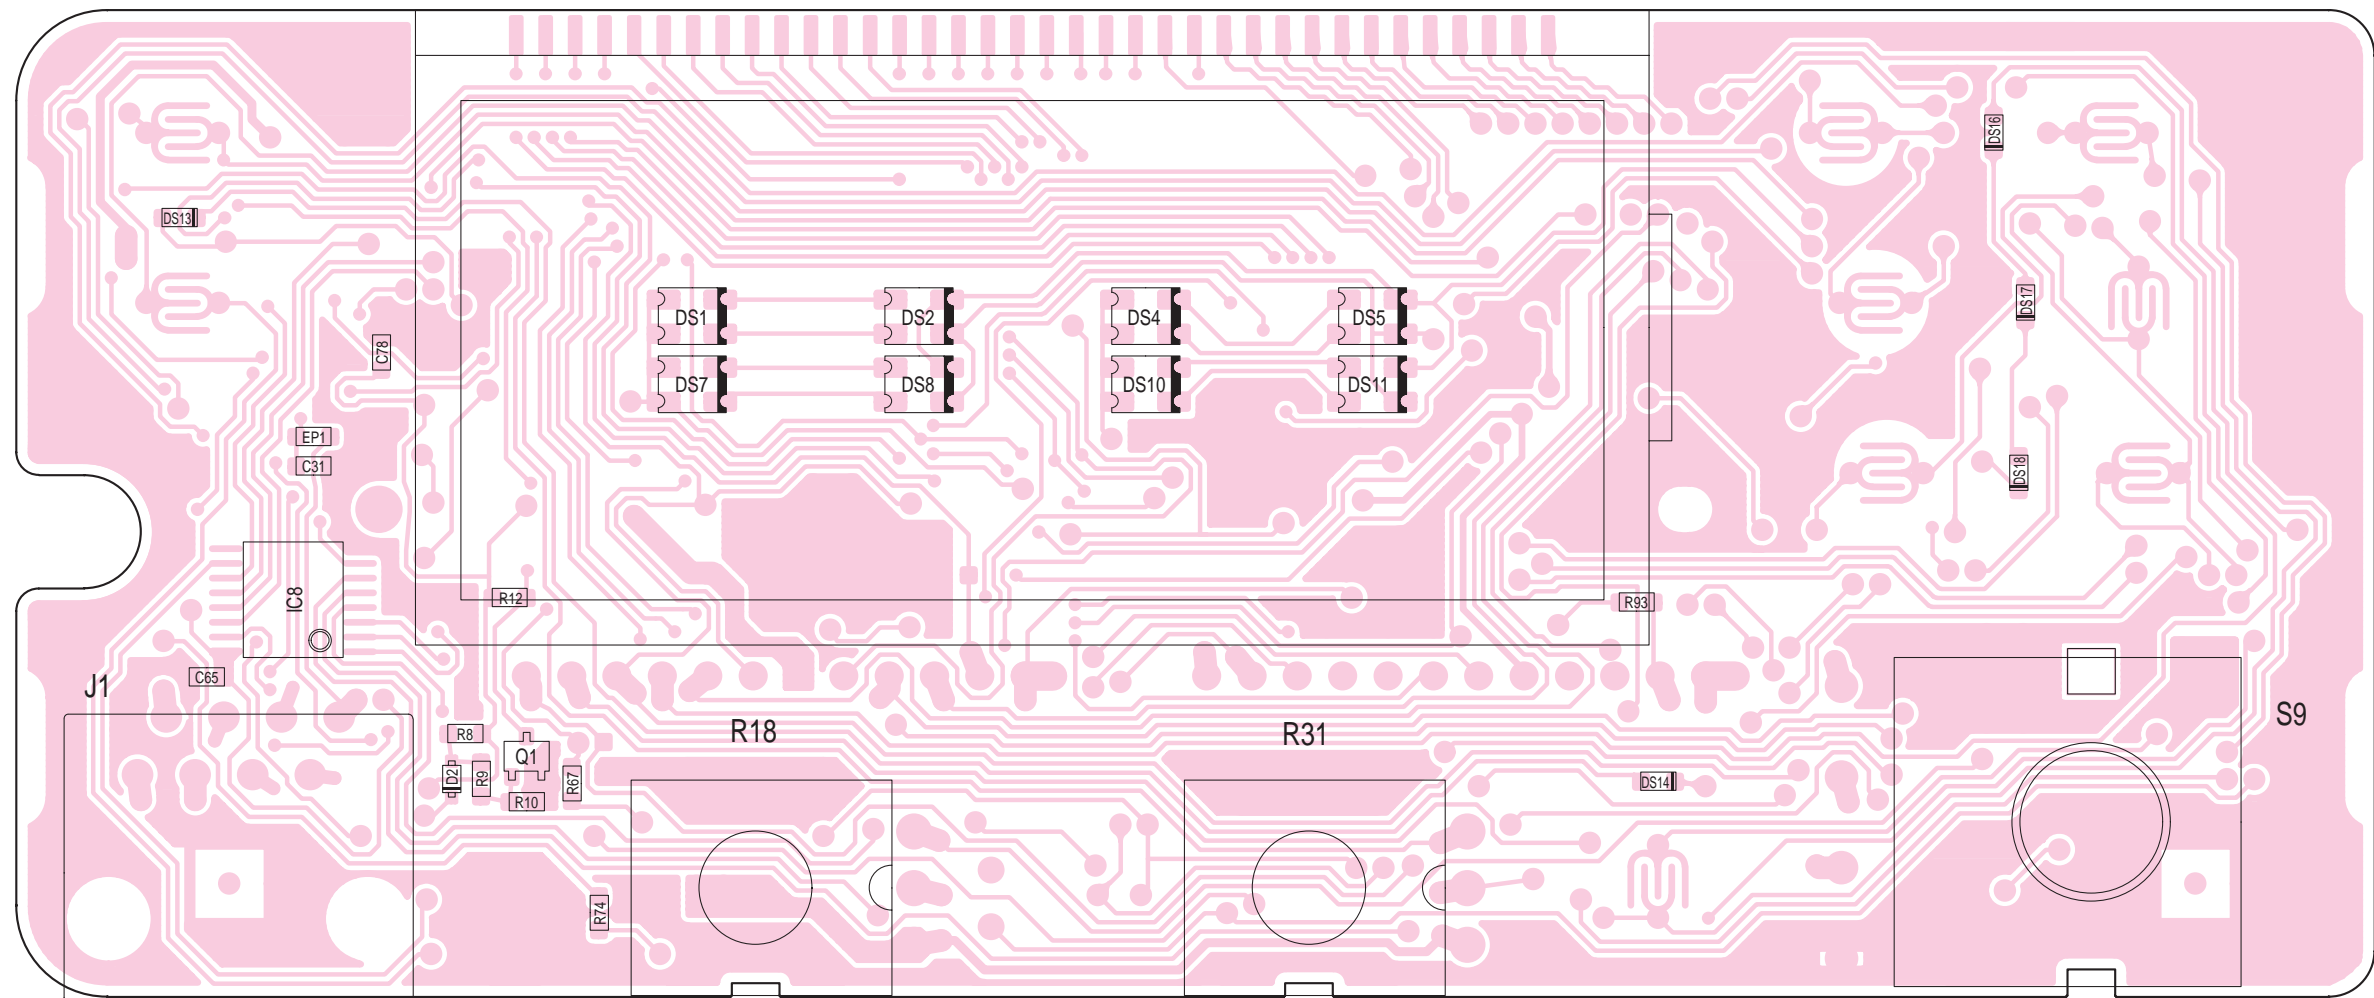 DS16
DS13
DS17
DS1
DS2
DS4
DS5
C78
DS7
DS8
DS10
DS11
EP1
C31
DS18
IC8
R12
R93
C65
J1
S9
R8
R18
R31
Q1
D2
R9
R67
DS14
R10
R74